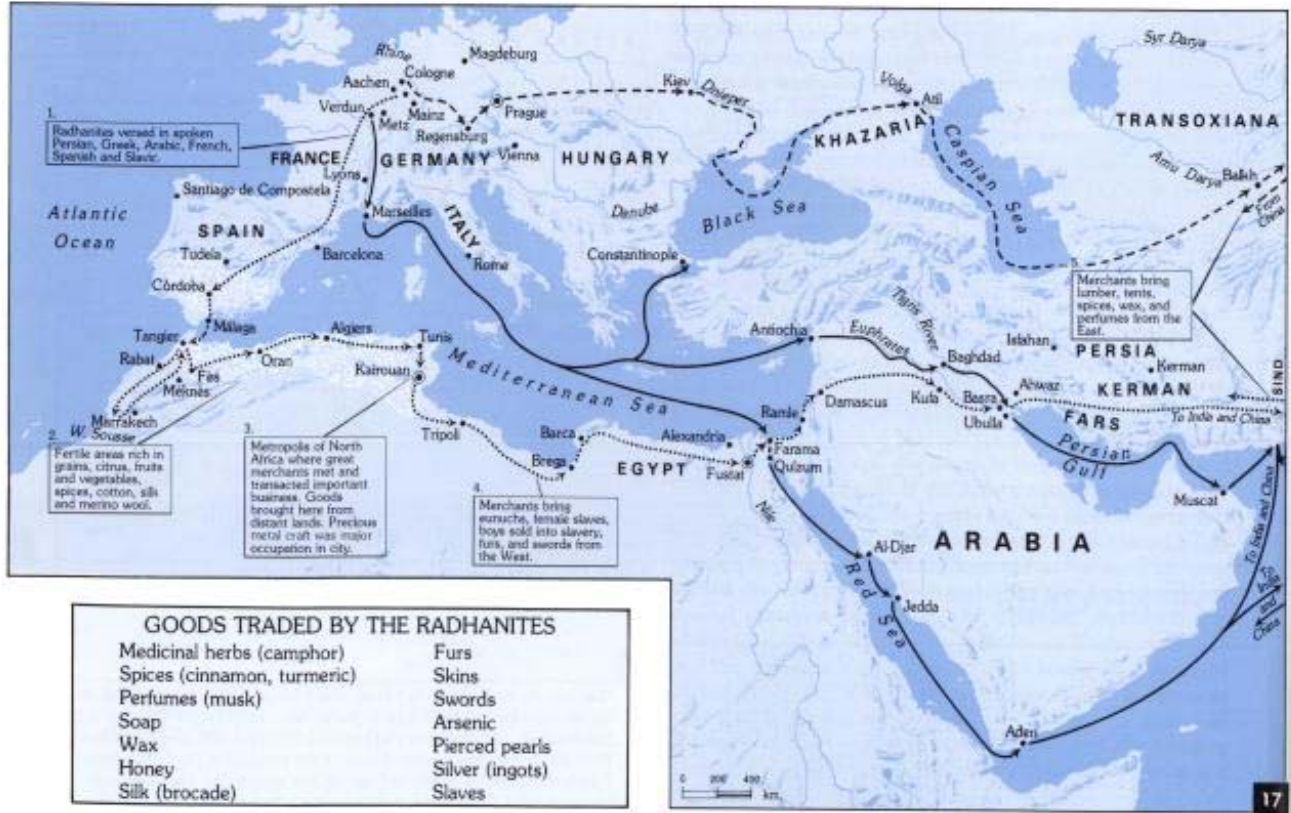 Rhine
Magdeburg
Cologne
Aachen
Verdun
Mainz
Metz
Regensburg
Prague
Kiev
Dnieper
Volga
Atil
Syr Darya
TRANSOXIANA
KHAZARIA
Caspian Sea
Amu Darya
Balkh
From China
1.
Radhanites versed in spoken
Persian, Greek, Arabic, French,
Spanish and Slavic.
FRANCE
GERMANY
Vienna
HUNGARY
Lyons
Santiago de Compostela
Atlantic
Ocean
SPAIN
Marseilles
ITALY
Danube
Black Sea
Tudela
Barcelona
Rome
Constantinople
Córdoba
5.
Merchants bring
lumber, tents,
spices, wax, and
perfumes from the
East.
Málaga
Tangier
Algiers
Tunis
Rabat
Oran
Fas
Meknès
Kairouan
Marrakech
W. Sousse
Mediterranean Sea
Antiochia
Euphrates
Tigris River
Baghdad
Isfahan
PERSIA
Kerman
KERMAN
SIND
Damascus
Kufa
Basra
Ahwaz
Ubulla
FARS
To India and China
Ramle
Tripoli
Barca
Brega
Alexandria
EGYPT
Fustat
Farama
Qulzum
Persian
Gulf
Muscat
2.
Fertile areas rich in
grains, citrus, fruits
and vegetables,
spices, cotton, silk
and merino wool.
3.
Metropolis of North
Africa where great
merchants met and
transacted important
business. Goods
brought here from
distant lands. Precious
metal craft was major
occupation in city.
4.
Merchants bring
eunuchs, female slaves,
boys sold into slavery,
furs, and swords from
the West.
Nile
Al-Djar
ARABIA
Red Sea
Jedda
To India and China
India
and
China
Aden
GOODS TRADED BY THE RADHANITES
Medicinal herbs (camphor)
Spices (cinnamon, turmeric)
Perfumes (musk)
Soap
Wax
Honey
Silk (brocade)
Furs
Skins
Swords
Arsenic
Pierced pearls
Silver (ingots)
Slaves
0 200 400
km.
17